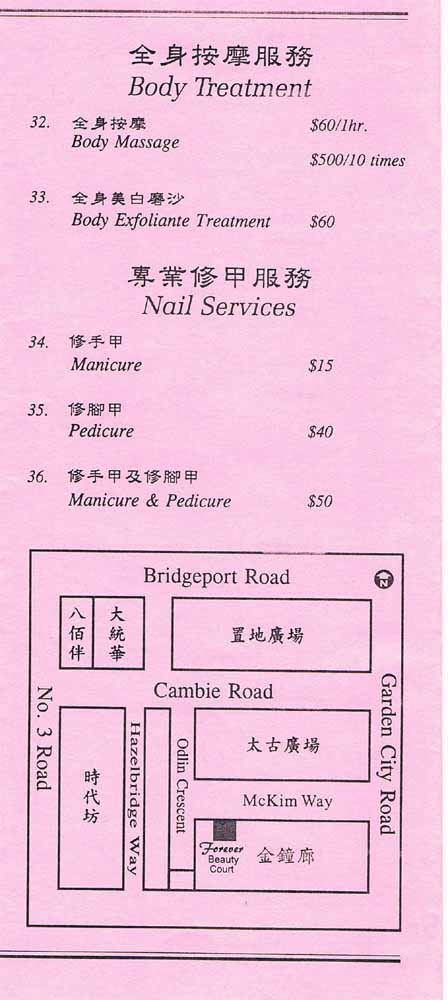 全身按摩服務
Body Treatment
32. 全身按摩
Body Massage $60/1hr.
$500/10 times
33. 全身美白磨沙
Body Exfoliante Treatment $60
專業修甲服務
Nail Services
34. 修手甲
Manicure $15
35. 修腳甲
Pedicure $40
36. 修手甲及修腳甲
Manicure & Pedicure $50
Bridgeport Road
N
八佰伴
大統華
置地廣場
Cambie Road
No. 3 Road
Garden City Road
時代坊
Hazelbridge Way
Odlin Crescent
太古廣場
McKim Way
Forever
Beauty
Court
金鐘廊